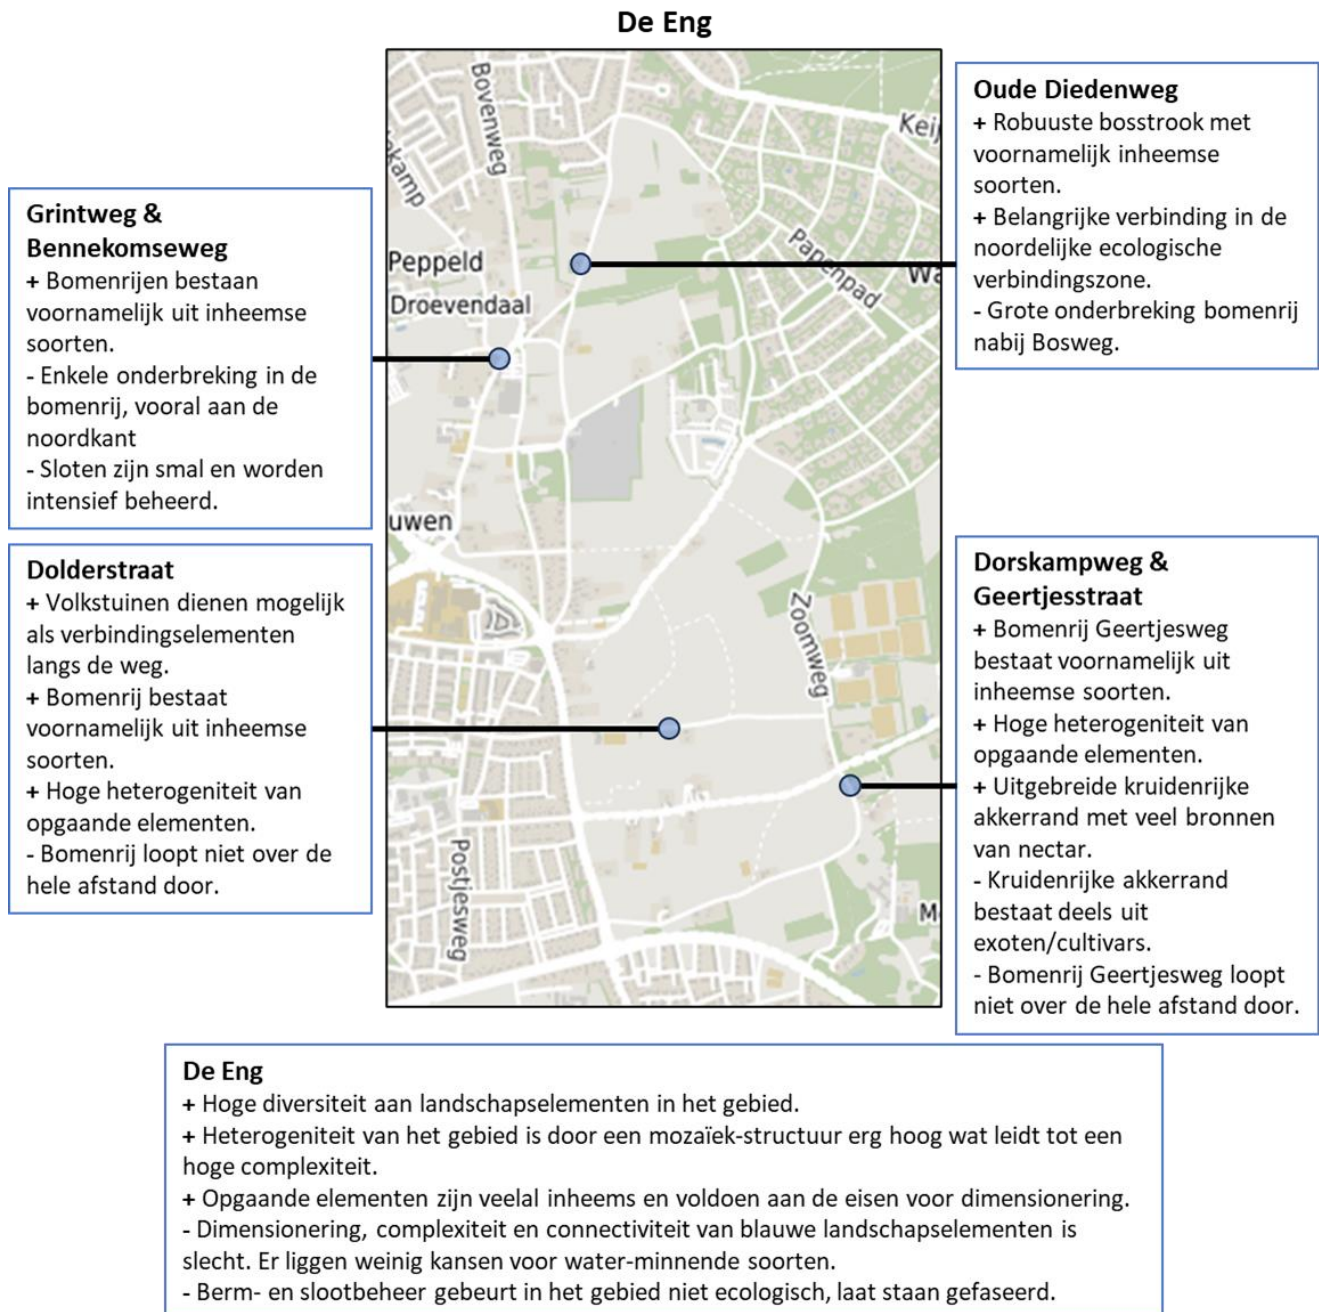 De Eng
Grintweg &
Bennekomseweg
+ Bomenrijen bestaan
voornamelijk uit inheemse
soorten.
- Enkele onderbreking in de
bomenrij, vooral aan de
noordkant
- Sloten zijn smal en worden
intensief beheerd.
Dolderstraat
+ Volkstuinen dienen mogelijk
als verbindingselementen
langs de weg.
+ Bomenrij bestaat
voornamelijk uit inheemse
soorten.
+ Hoge heterogeniteit van
opgaande elementen.
- Bomenrij loopt niet over de
hele afstand door.
Bovenweg
ekamp
Peppeld
Droevendaal
uwen
Postjesweg
Keij
Papenpad
Wa
Zoomweg
M
Oude Diedenweg
+ Robuuste bosstrook met
voornamelijk inheemse
soorten.
+ Belangrijke verbinding in de
noordelijke ecologische
verbindingszone.
- Grote onderbreking bomenrij
nabij Bosweg.
Dorskampweg &
Geertjesstraat
+ Bomenrij Geertjesweg
bestaat voornamelijk uit
inheemse soorten.
+ Hoge heterogeniteit van
opgaande elementen.
+ Uitgebreide kruidenrijke
akkerrand met veel bronnen
van nectar.
- Kruidenrijke akkerrand
bestaat deels uit
exoten/cultivars.
- Bomenrij Geertjesweg loopt
niet over de hele afstand door.
De Eng
+ Hoge diversiteit aan landschapselementen in het gebied.
+ Heterogeniteit van het gebied is door een mozaïek-structuur erg hoog wat leidt tot een
hoge complexiteit.
+ Opgaande elementen zijn veelal inheems en voldoen aan de eisen voor dimensionering.
- Dimensionering, complexiteit en connectiviteit van blauwe landschapselementen is
slecht. Er liggen weinig kansen voor water-minnende soorten.
- Berm- en slootbeheer gebeurt in het gebied niet ecologisch, laat staan gefaseerd.